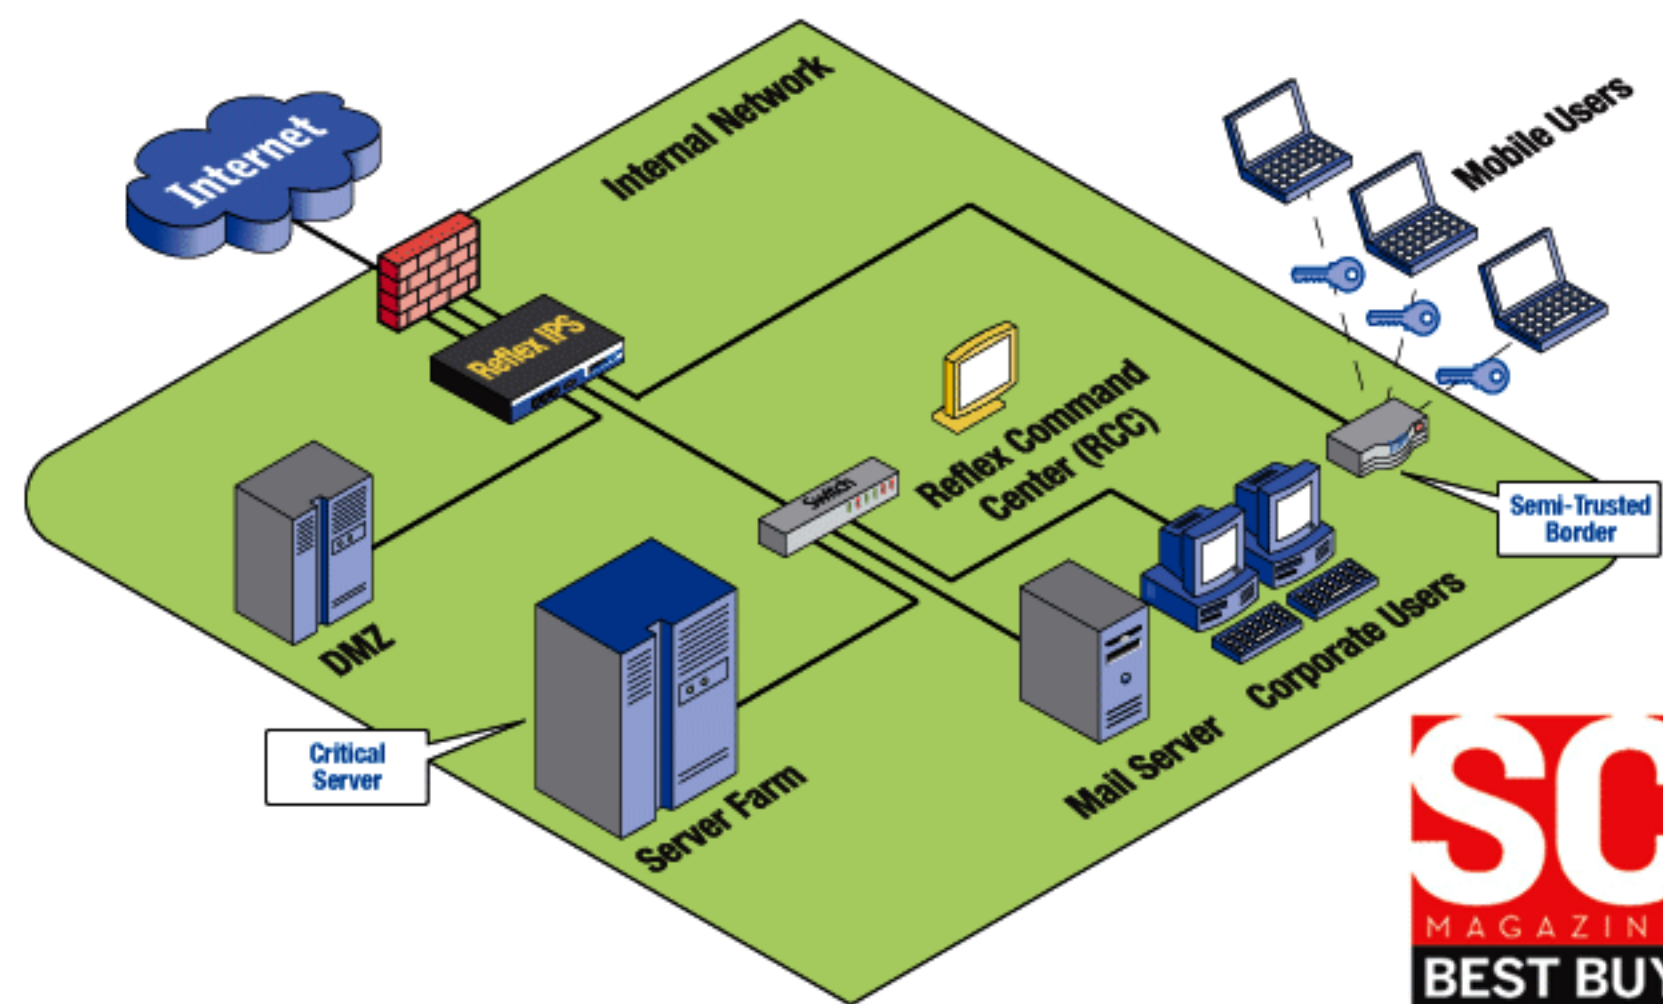 Internet
Internal Network
Mobile Users
Reflex IPS
Reflex Command
Center (RCC)
Switch
Semi-Trusted
Border
DMZ
Corporate Users
Critical
Server
Mail Server
Server Farm
SC
MAGAZIN
BEST BUY